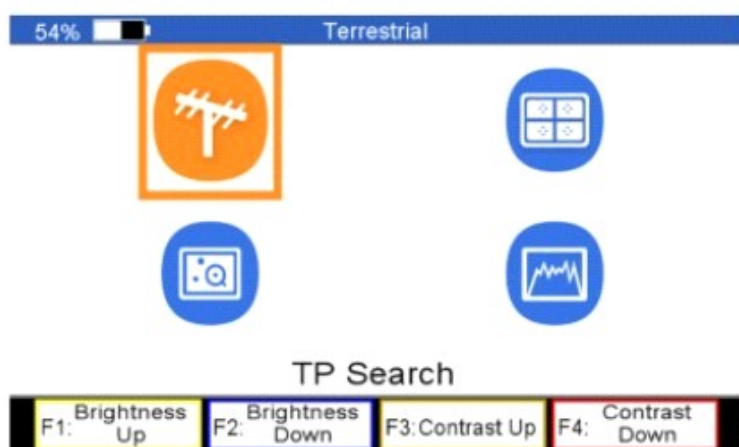 54% Terrestrial
TP Search
F1: Brightness Up
F2: Brightness Down
F3: Contrast Up
F4: Contrast Down